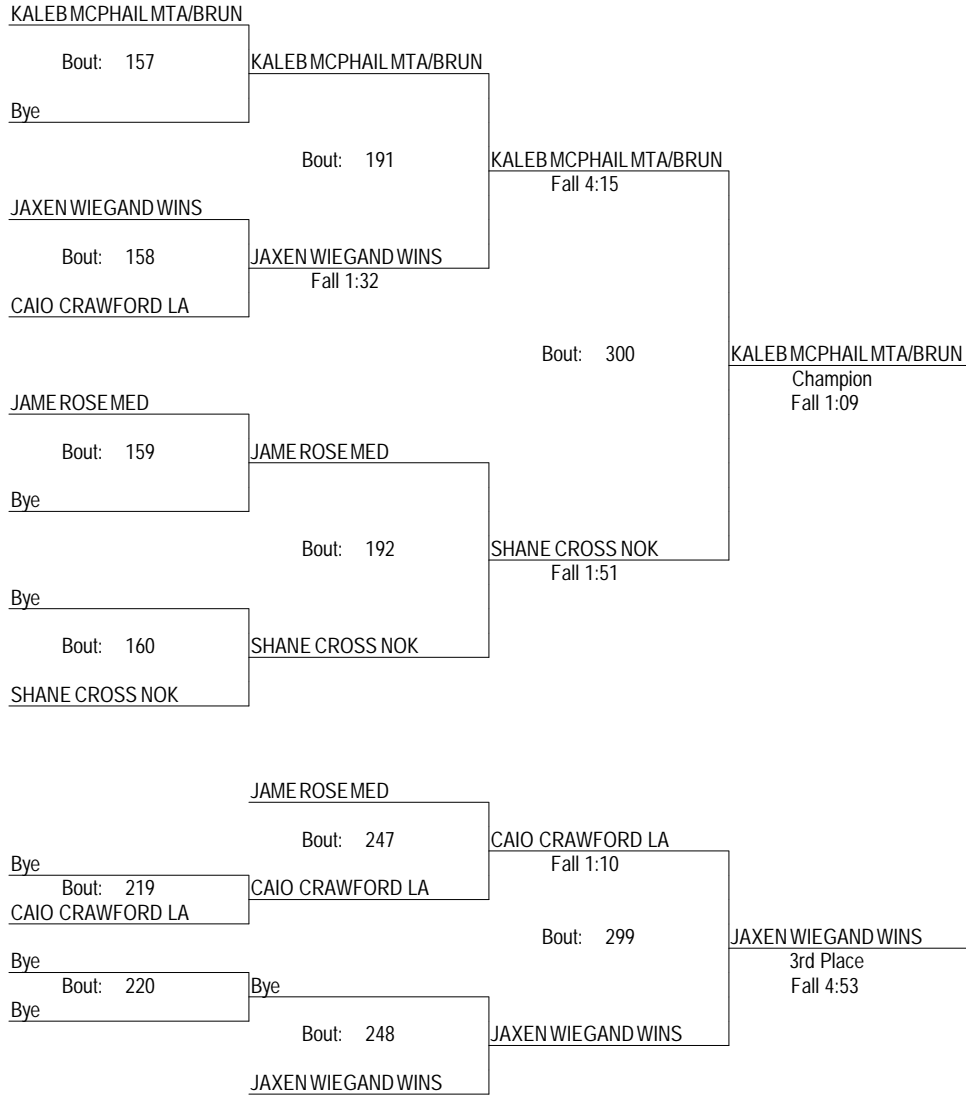 KALEB MCPHAIL MTA/BRUN
Bout: 157
KALEB MCPHAIL MTA/BRUN
Bye
Bout: 191
KALEB MCPHAIL MTA/BRUN
Fall 4:15
JAXEN WIEGAND WINS
Bout: 158
JAXEN WIEGAND WINS
Fall 1:32
CAIO CRAWFORD LA
Bout: 300
KALEB MCPHAIL MTA/BRUN
Champion
Fall 1:09
JAME ROSE MED
Bout: 159
JAME ROSE MED
Bye
Bout: 192
SHANE CROSS NOK
Fall 1:51
Bye
Bout: 160
SHANE CROSS NOK
SHANE CROSS NOK
JAME ROSE MED
Bout: 247
CAIO CRAWFORD LA
Fall 1:10
Bye
Bout: 219
CAIO CRAWFORD LA
CAIO CRAWFORD LA
Bout: 299
JAXEN WIEGAND WINS
3rd Place
Fall 4:53
Bye
Bout: 220
Bye
Bye
Bout: 248
JAXEN WIEGAND WINS
JAXEN WIEGAND WINS